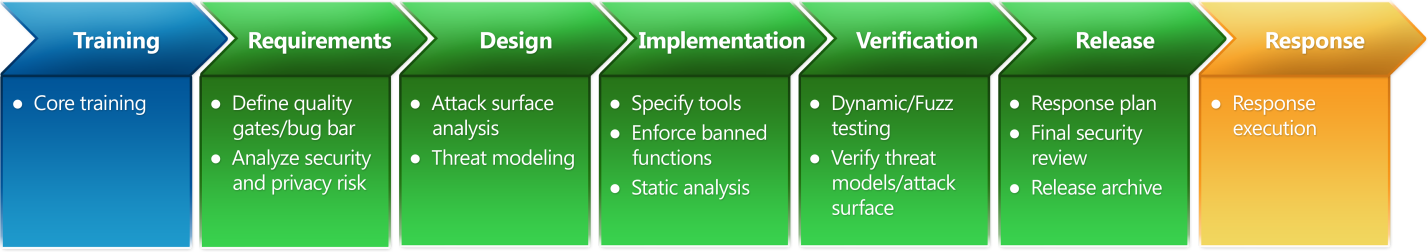 Training
Core training
Requirements
Define quality
gates/bug bar
Analyze security
and privacy risk
Design
Attack surface
analysis
Threat modeling
Implementation
Specify tools
Enforce banned
functions
Static analysis
Verification
Dynamic/Fuzz
testing
Verify threat
models/attack
surface
Release
Response plan
Final security
review
Release archive
Response
Response
execution